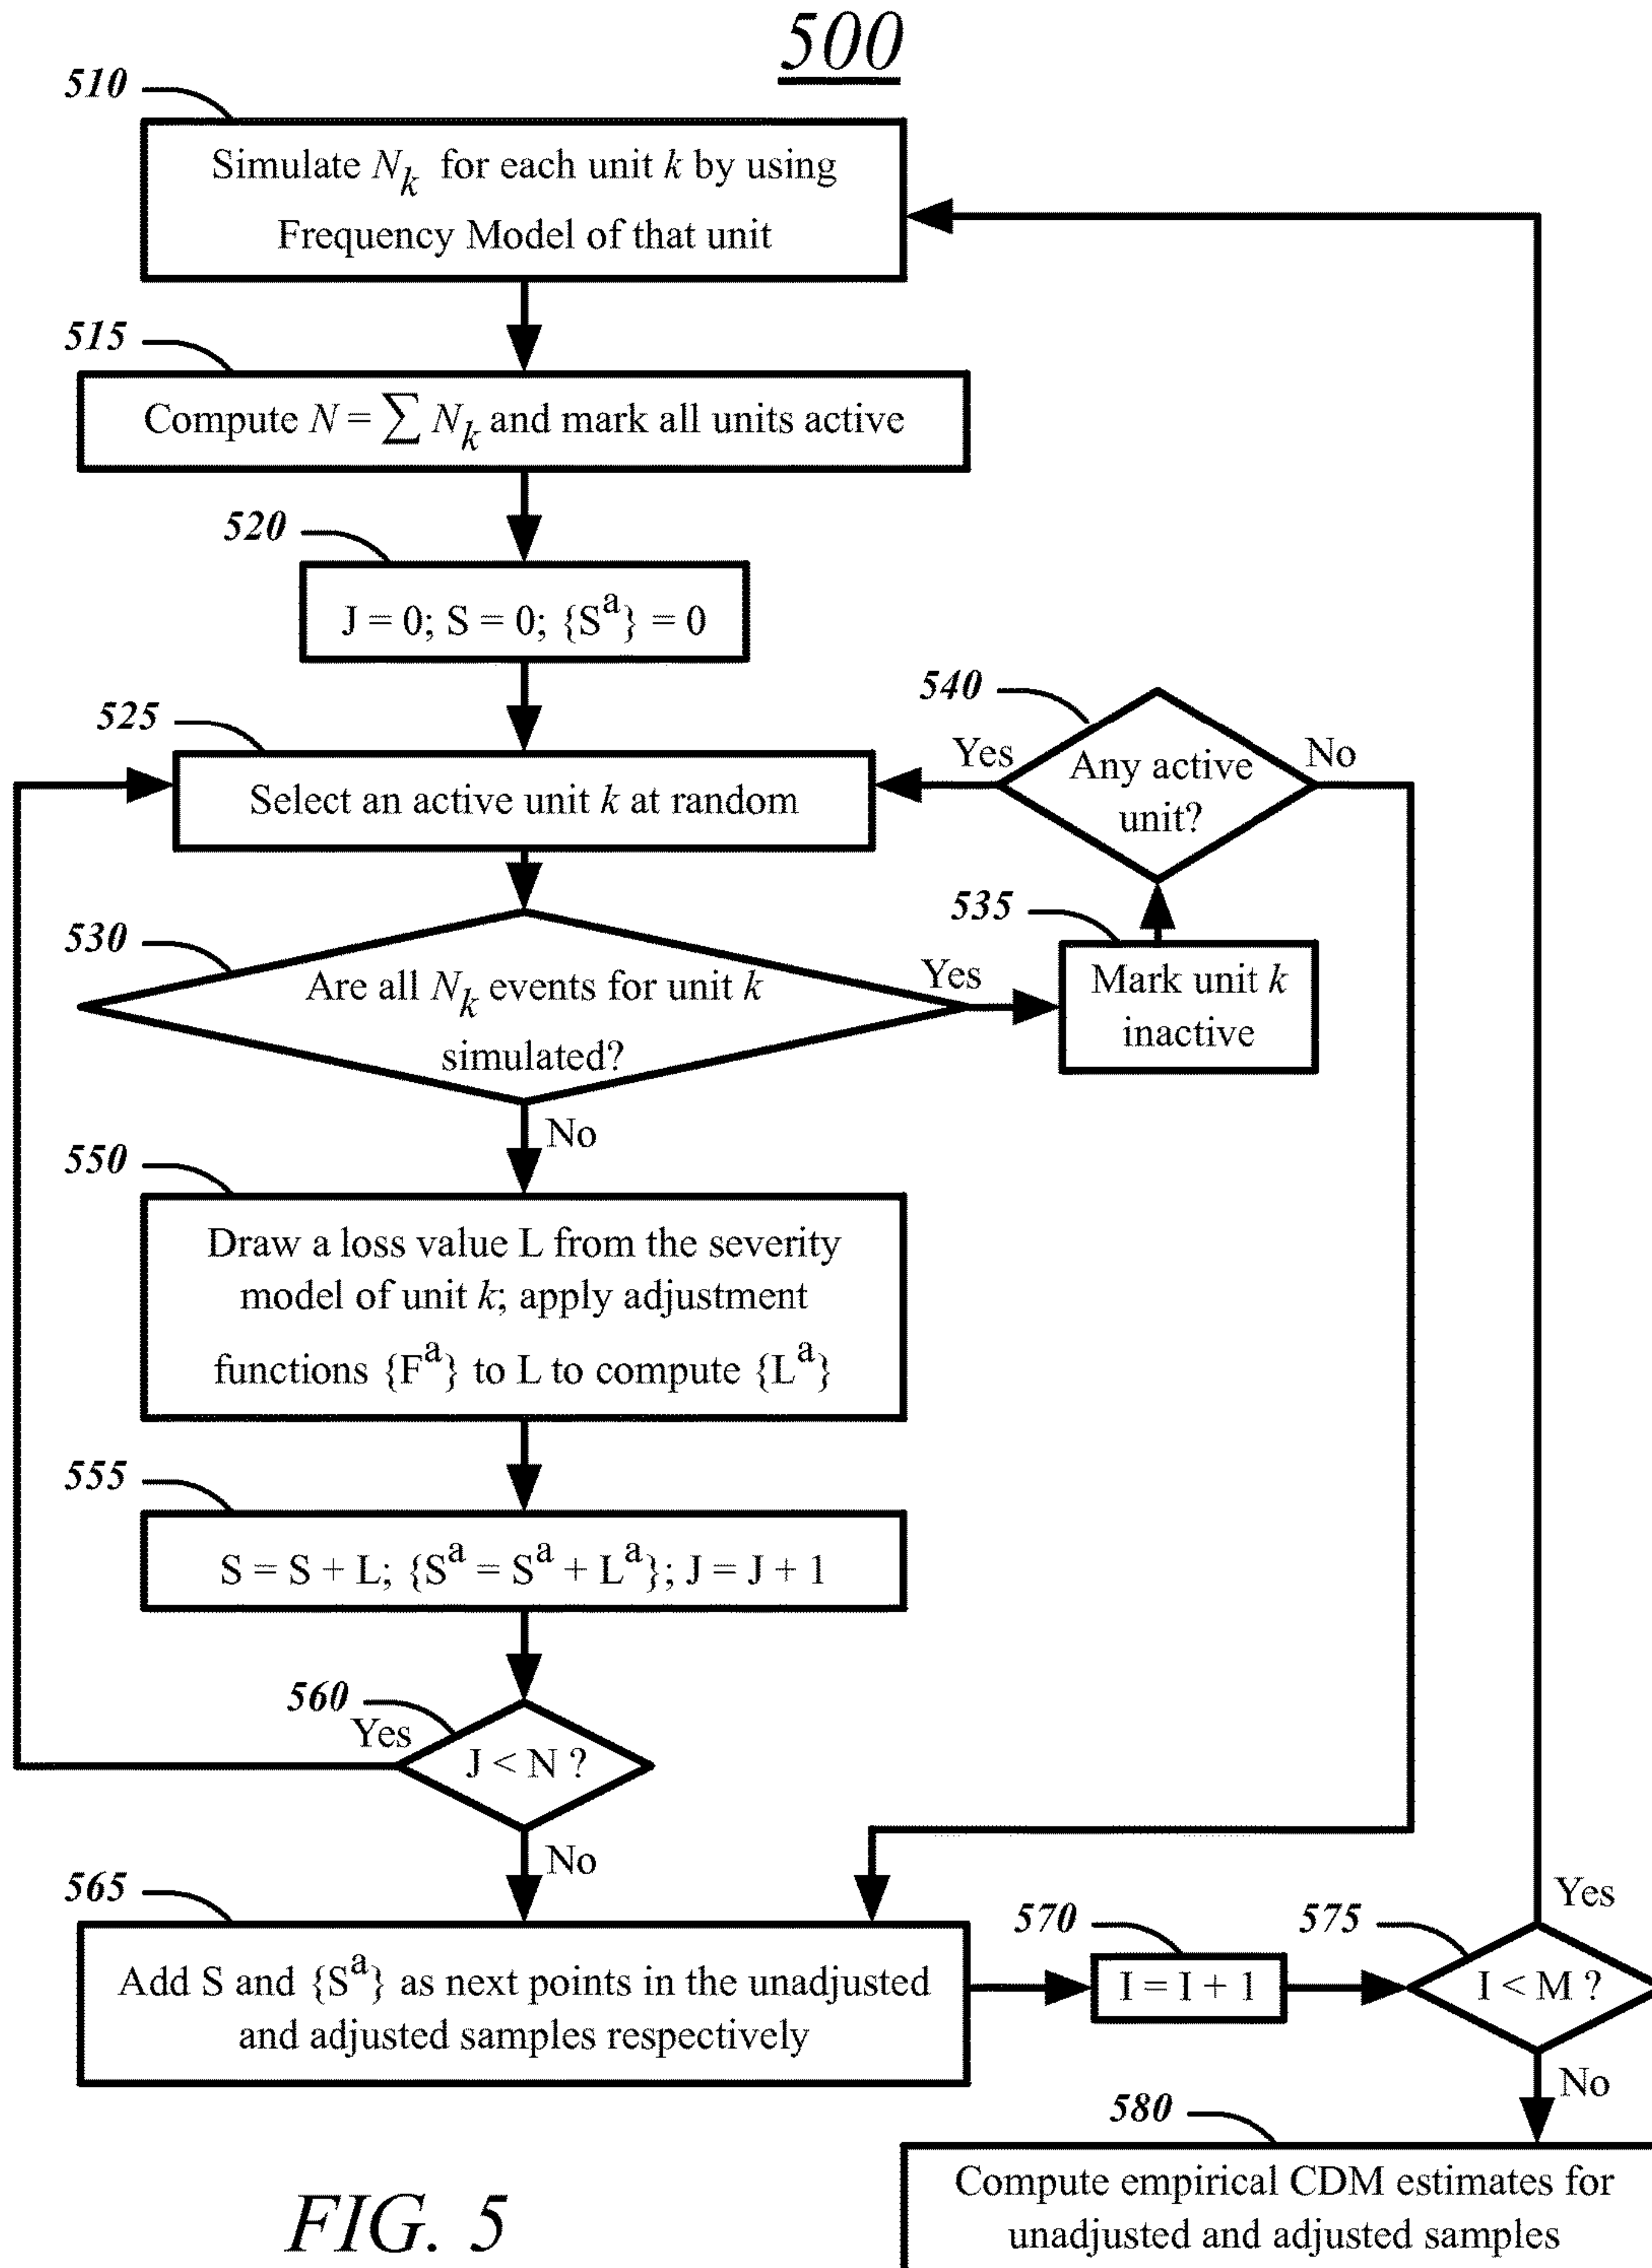 500
510
Simulate N_k for each unit k by using
Frequency Model of that unit
515
Compute N = ∑ N_k and mark all units active
520
J = 0; S = 0; {S^a} = 0
525
Select an active unit k at random
540
Any active
unit?
Yes
No
530
Are all N_k events for unit k
simulated?
Yes
535
Mark unit k
inactive
No
550
Draw a loss value L from the severity
model of unit k; apply adjustment
functions {F^a} to L to compute {L^a}
555
S = S + L; {S^a = S^a + L^a}; J = J + 1
560
Yes
J < N ?
No
565
Add S and {S^a} as next points in the unadjusted
and adjusted samples respectively
570
I = I + 1
575
Yes
I < M ?
No
580
Compute empirical CDM estimates for
unadjusted and adjusted samples
FIG. 5